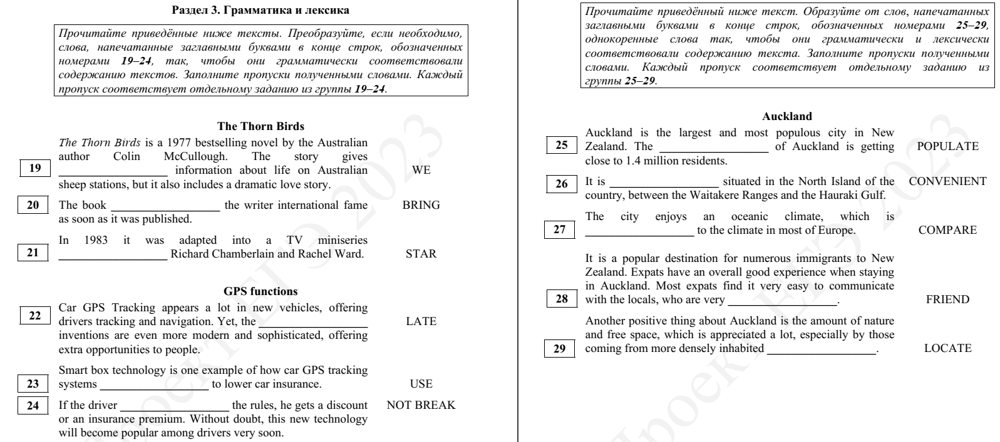 Раздел 3. Грамматика и лексика
Прочитайте приведённые ниже тексты. Преобразуйте, если необходимо,
слова, напечатанные заглавными буквами в конце строк, обозначенных
номерами 19–24, так, чтобы они грамматически соответствовали
содержанию текстов. Заполните пропуски полученными словами. Каждый
пропуск соответствует отдельному заданию из группы 19–24.
The Thorn Birds
The Thorn Birds is a 1977 bestselling novel by the Australian
author Colin McCullough. The story gives
19 __________________ information about life on Australian WE
sheep stations, but it also includes a dramatic love story.
20 The book __________________ the writer international fame BRING
as soon as it was published.
In 1983 it was adapted into a TV miniseries
21 __________________ Richard Chamberlain and Rachel Ward. STAR
GPS functions
Car GPS Tracking appears a lot in new vehicles, offering
22 drivers tracking and navigation. Yet, the __________________ LATE
inventions are even more modern and sophisticated, offering
extra opportunities to people.
Smart box technology is one example of how car GPS tracking
23 systems __________________ to lower car insurance. USE
24 If the driver __________________ the rules, he gets a discount NOT BREAK
or an insurance premium. Without doubt, this new technology
will become popular among drivers very soon.
Прочитайте приведённый ниже текст. Образуйте от слов, напечатанных
заглавными буквами в конце строк, обозначенных номерами 25–29,
однокоренные слова так, чтобы они грамматически и лексически
соответствовали содержанию текста. Заполните пропуски полученными
словами. Каждый пропуск соответствует отдельному заданию из
группы 25–29.
Auckland
Auckland is the largest and most populous city in New
25 Zealand. The __________________ of Auckland is getting POPULATE
close to 1.4 million residents.
26 It is __________________ situated in the North Island of the CONVENIENT
country, between the Waitakere Ranges and the Hauraki Gulf.
The city enjoys an oceanic climate, which is
27 __________________ to the climate in most of Europe. COMPARE
It is a popular destination for numerous immigrants to New
Zealand. Expats have an overall good experience when staying
in Auckland. Most expats find it very easy to communicate
28 with the locals, who are very __________________. FRIEND
Another positive thing about Auckland is the amount of nature
and free space, which is appreciated a lot, especially by those
29 coming from more densely inhabited __________________. LOCATE
Проект ЕГЭ 2023
Проект ЕГЭ 2023